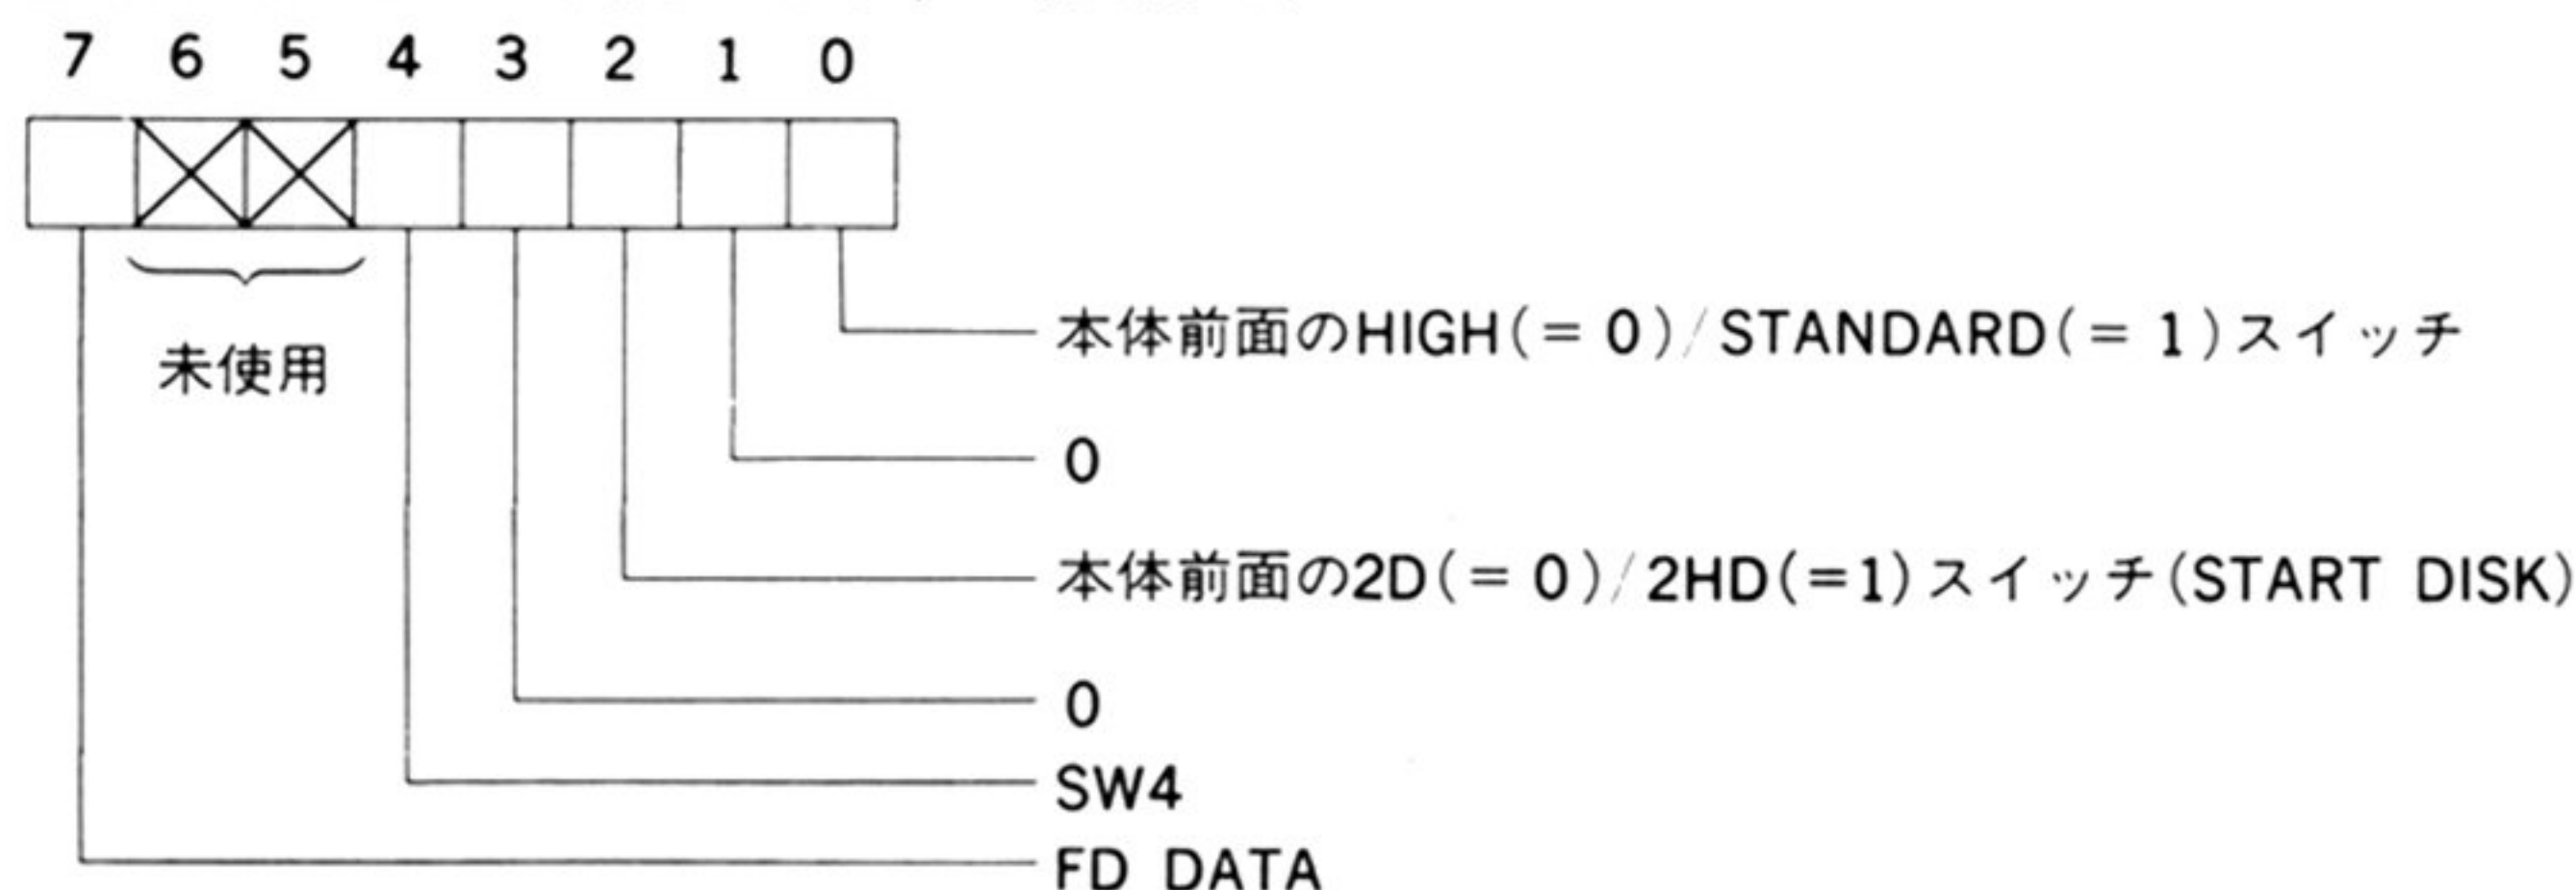 7 6 5 4 3 2 1 0
未使用
本体前面のHIGH(= 0)/STANDARD(= 1)スイッチ
0
本体前面の2D(= 0)/2HD(=1)スイッチ(START DISK)
0
SW4
FD DATA